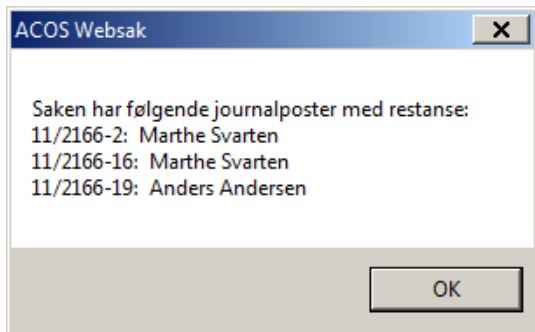 ACOS Websak
Saken har følgende journalposter med restanse:
11/2166-2: Marthe Svarten
11/2166-16: Marthe Svarten
11/2166-19: Anders Andersen
OK